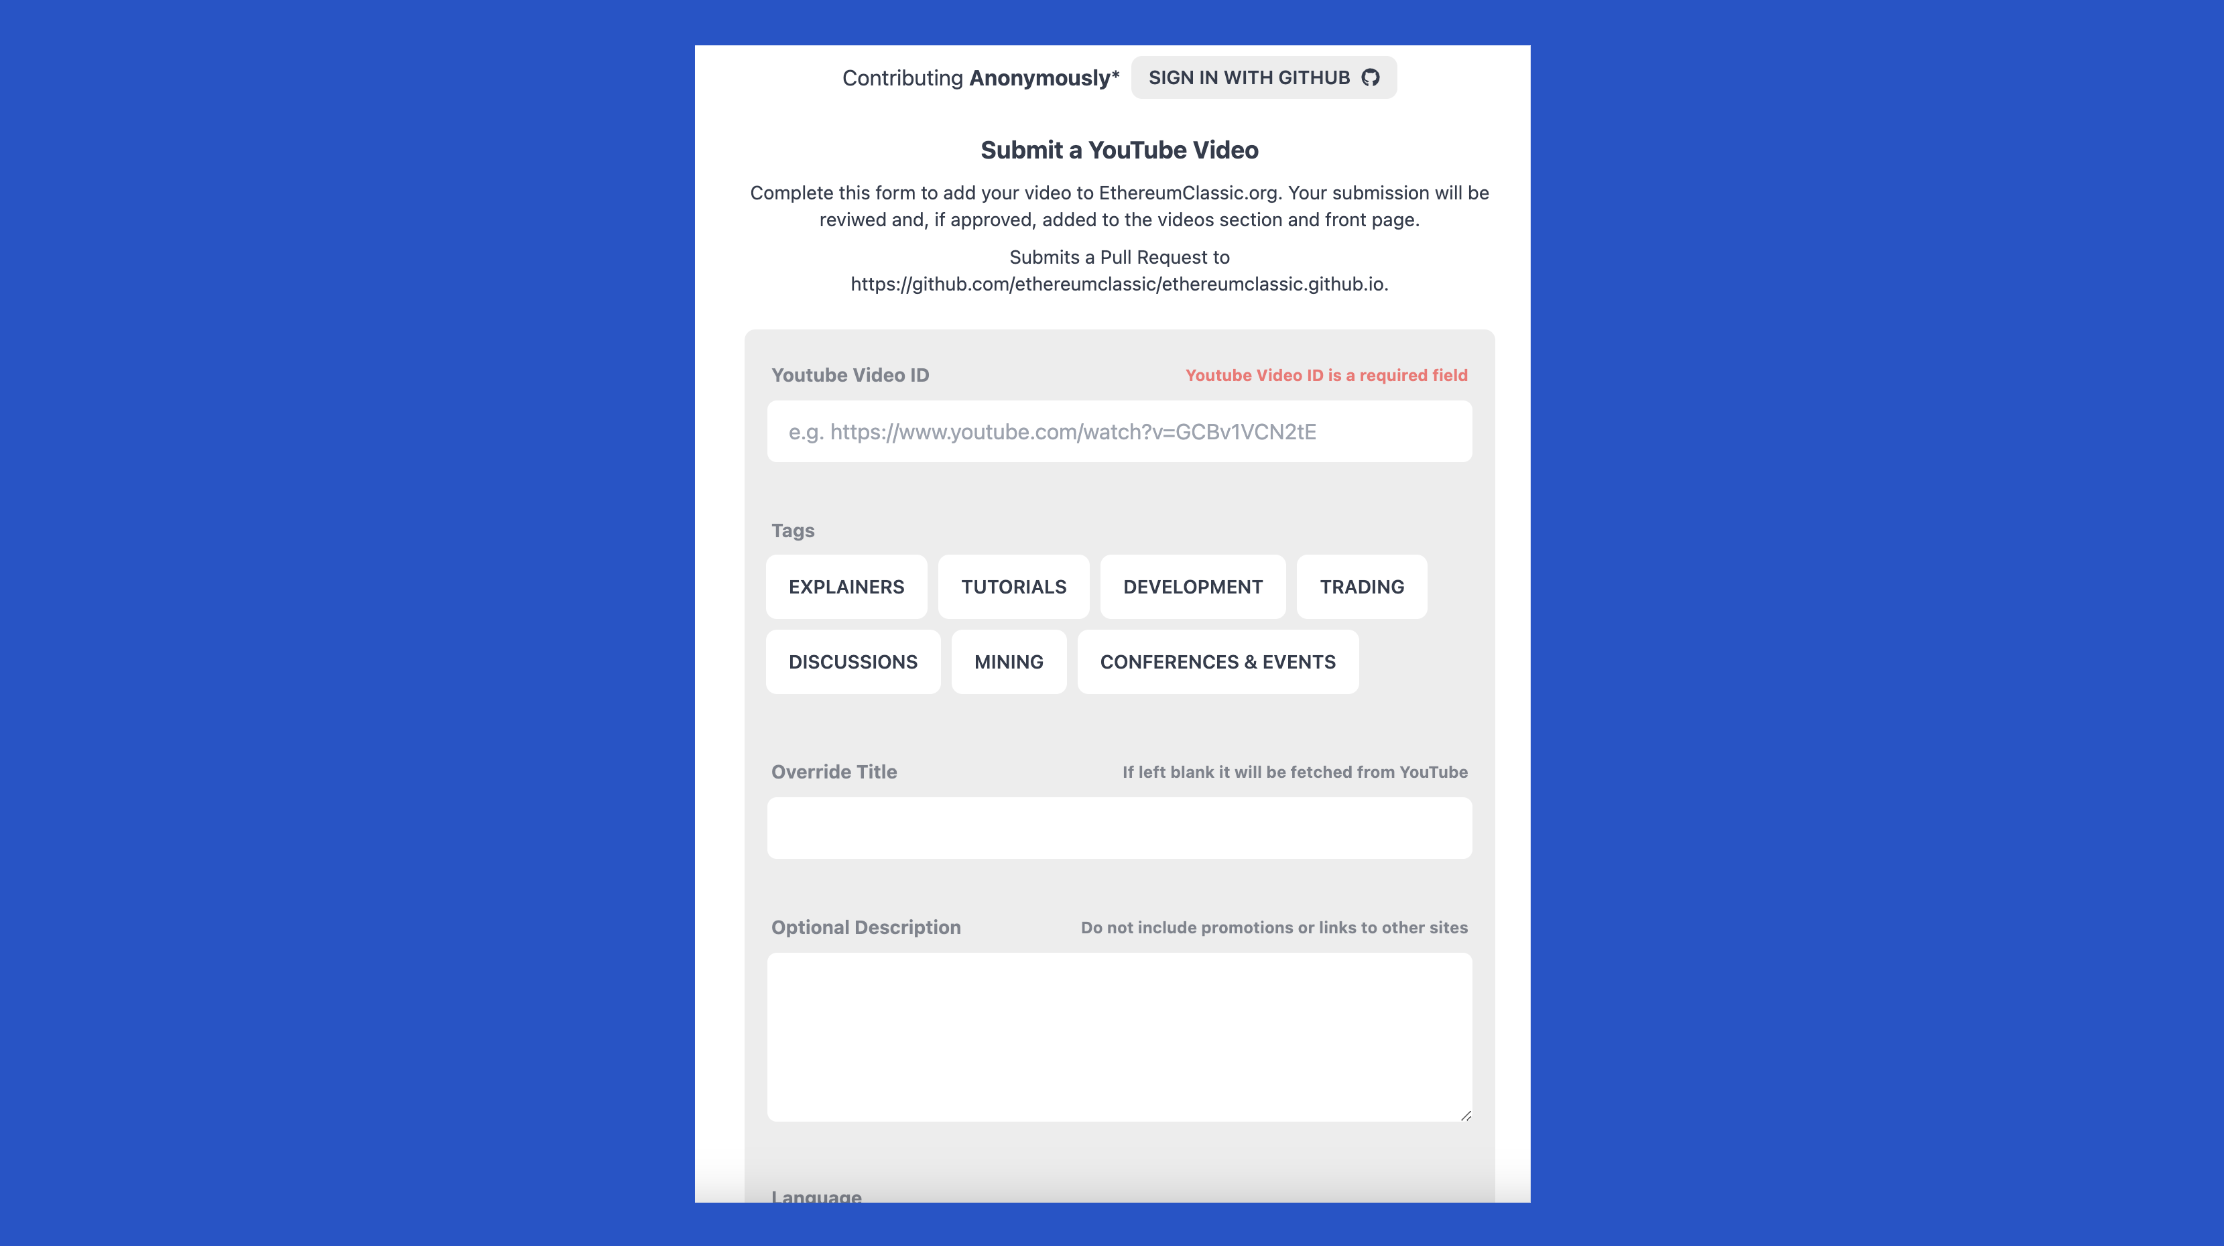 Contributing Anonymously* SIGN IN WITH GITHUB
Submit a YouTube Video
Complete this form to add your video to EthereumClassic.org. Your submission will be
reviwed and, if approved, added to the videos section and front page.
Submits a Pull Request to
https://github.com/ethereumclassic/ethereumclassic.github.io.
Youtube Video ID Youtube Video ID is a required field
e.g. https://www.youtube.com/watch?v=GCBv1VCN2tE
Tags
EXPLAINERS TUTORIALS DEVELOPMENT TRADING
DISCUSSIONS MINING CONFERENCES & EVENTS
Override Title If left blank it will be fetched from YouTube
Optional Description Do not include promotions or links to other sites
Language